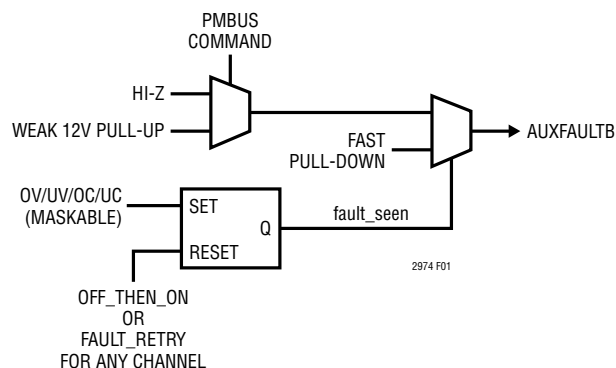 PMBUS
COMMAND
HI-Z
WEAK 12V PULL-UP
AUXFAULTB
FAST
PULL-DOWN
OV/UV/OC/UC
(MASKABLE)
SET
Q
RESET
fault_seen
2974 F01
OFF_THEN_ON
OR
FAULT_RETRY
FOR ANY CHANNEL